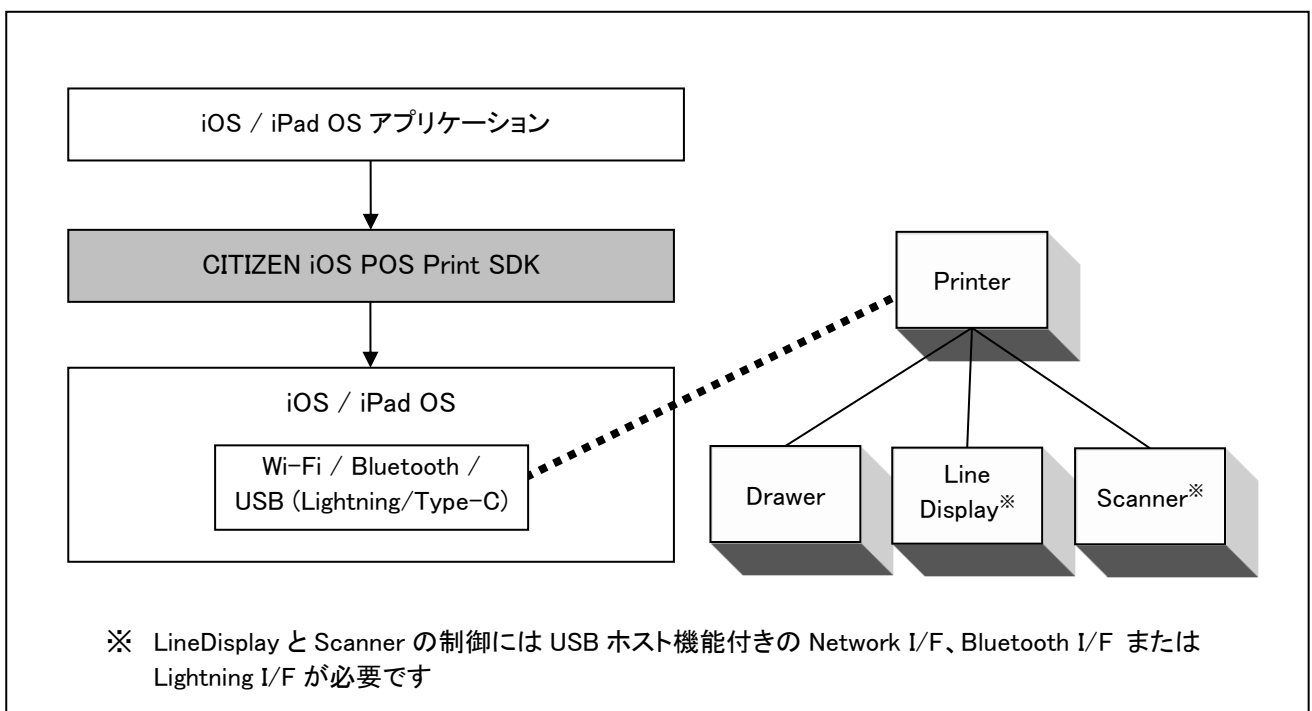 iOS / iPad OS アプリケーション
CITIZEN iOS POS Print SDK
iOS / iPad OS
Wi-Fi / Bluetooth /
USB (Lightning/Type-C)
Printer
Drawer
Line
Display※
Scanner※
※ LineDisplay と Scanner の制御には USB ホスト機能付きの Network I/F、Bluetooth I/F または
Lightning I/F が必要です